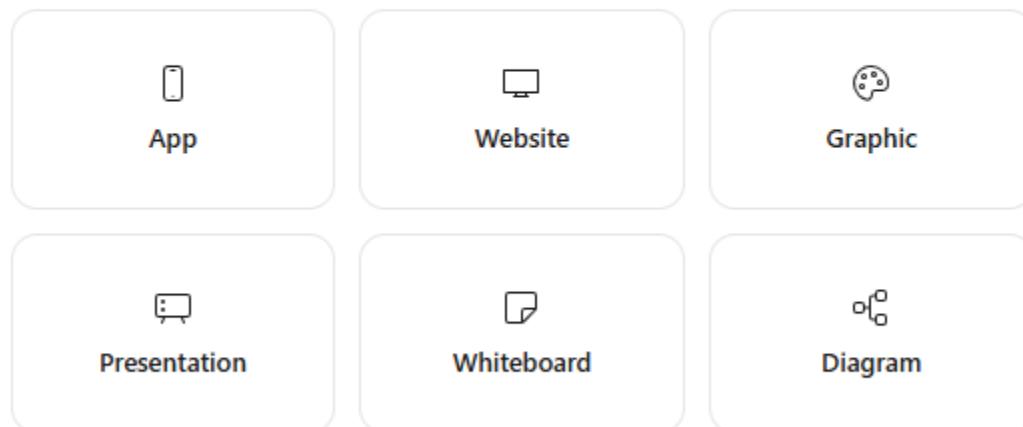 App
Website
Graphic
Presentation
Whiteboard
Diagram